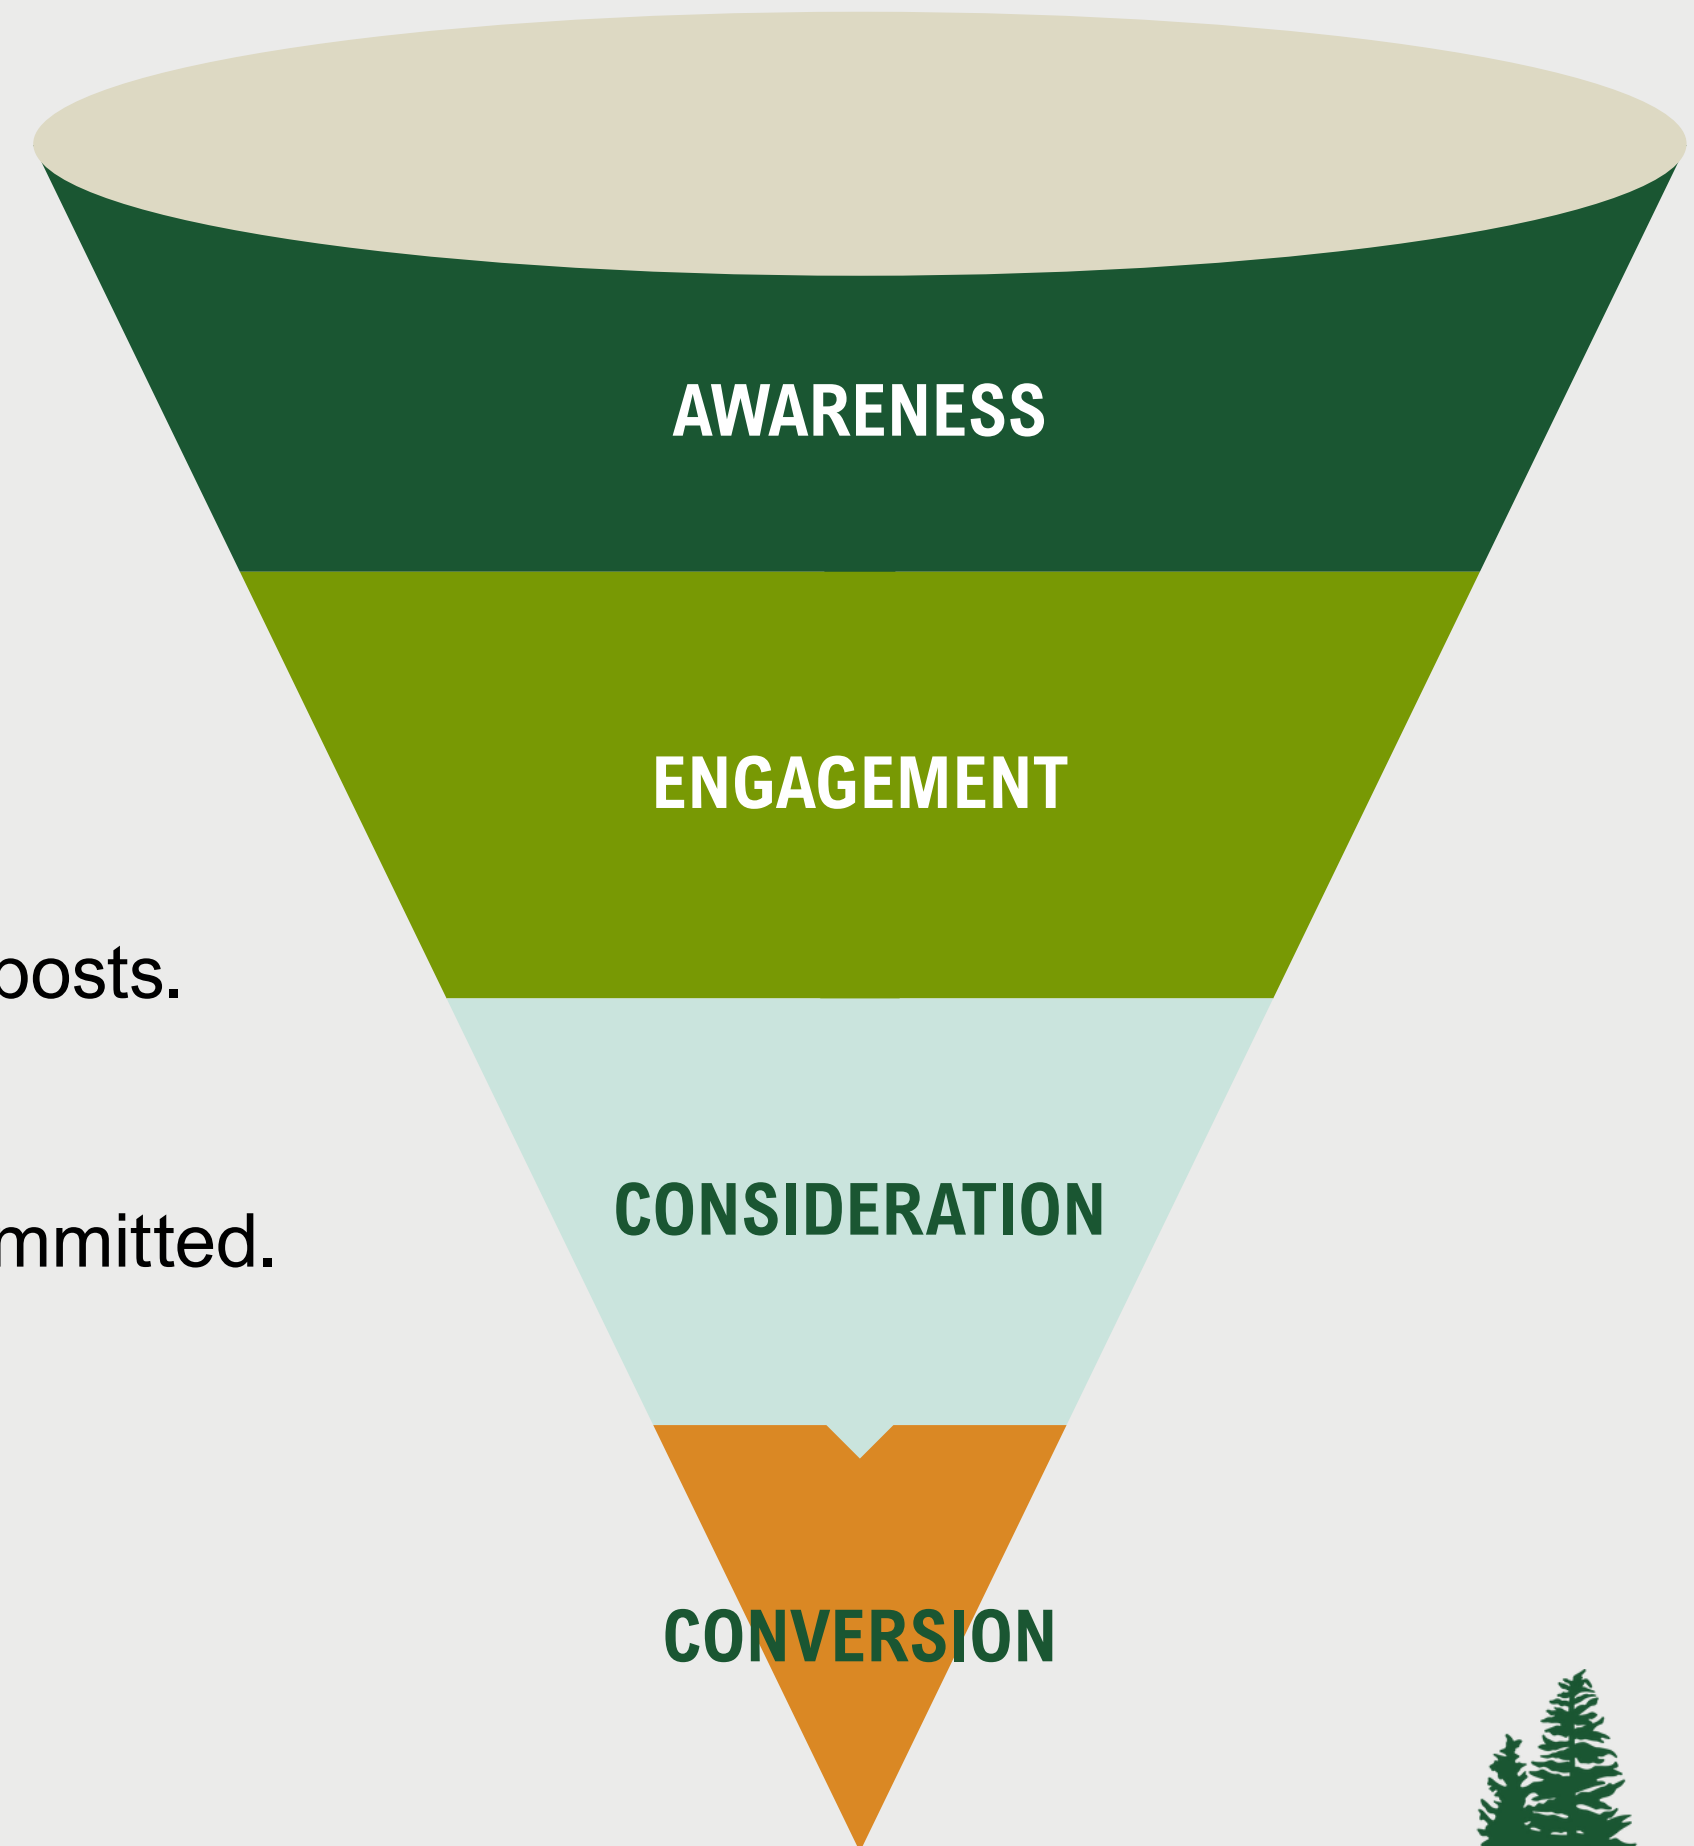 AWARENESS
ENGAGEMENT
posts.
CONSIDERATION
mmitted.
CONVERSION